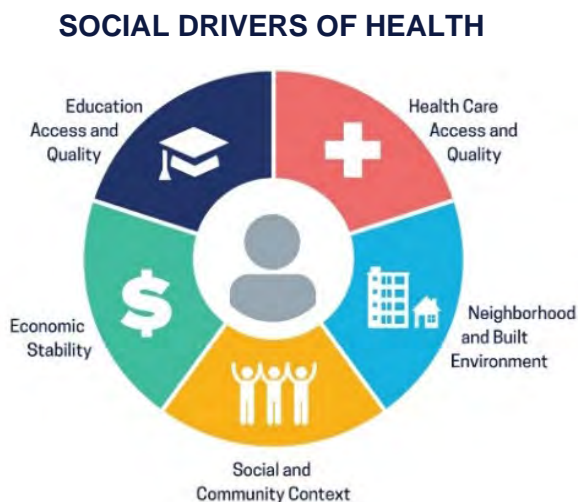 SOCIAL DRIVERS OF HEALTH
Education
Access and
Quality
Health Care
Access and
Quality
Economic
Stability
$
Neighborhood
and Built
Environment
Social and
Community Context